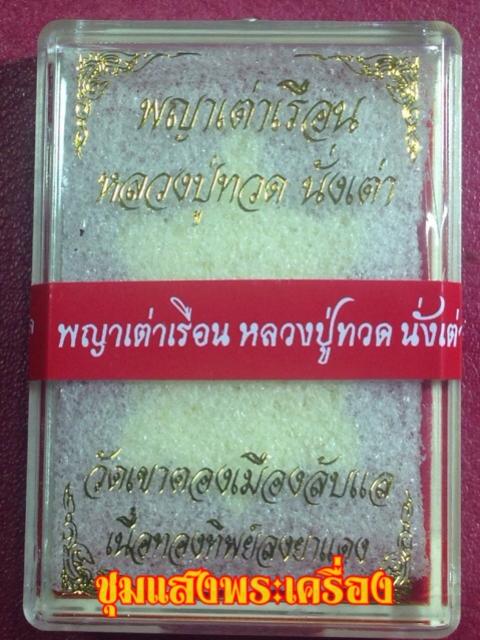 พญาเต่าเรือน
หลวงปู่ทวด นั่งเต่า
พญาเต่าเรือน หลวงปู่ทวด นั่งเต่
วัดเขาตองเมืองลับแล
เนื้อทองทิพย์ลงยาแดง
ชุมแสงพระเครื่อง